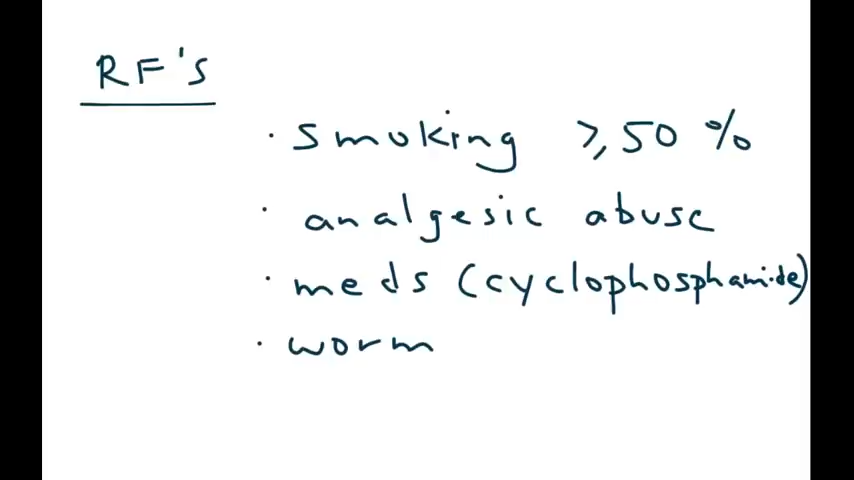 RF's
· smoking ≥ 50 %
· analgesic abuse
· meds (cyclophosphamide)
· worm